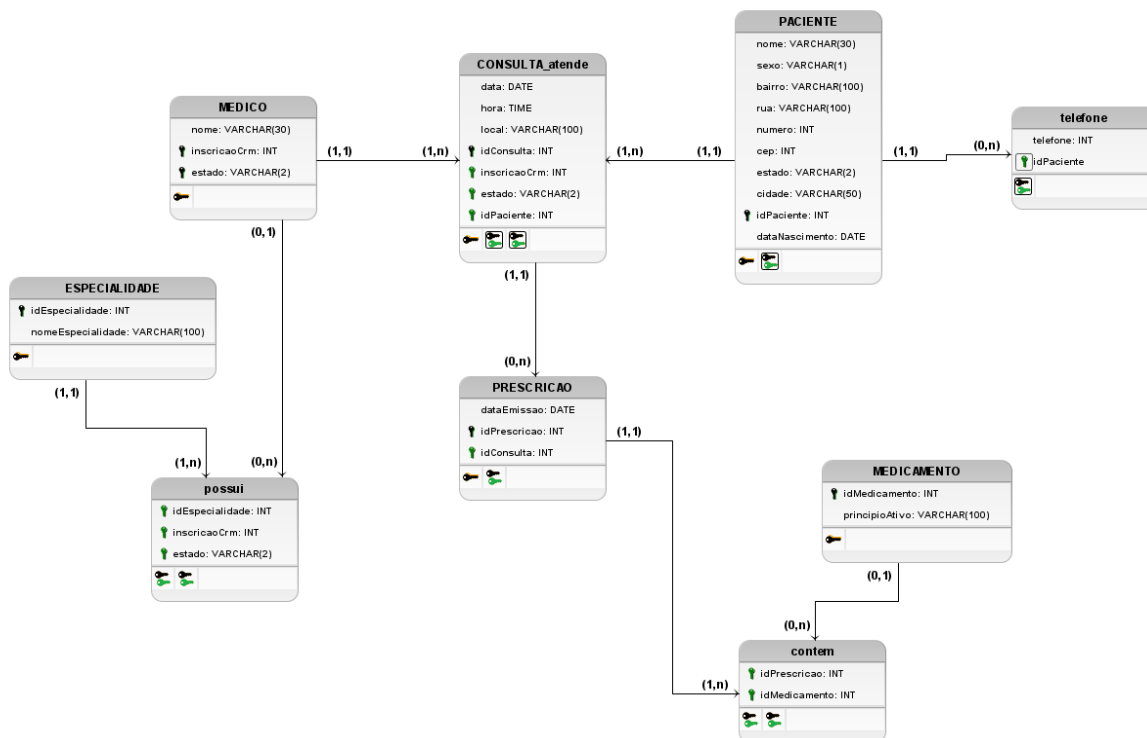 PACIENTE
nome: VARCHAR(30)
sexo: VARCHAR(1)
bairro: VARCHAR(100)
rua: VARCHAR(100)
numero: INT
cep: INT
estado: VARCHAR(2)
cidade: VARCHAR(50)
idPaciente: INT
dataNascimento: DATE
CONSULTA_atende
data: DATE
hora: TIME
local: VARCHAR(100)
idConsulta: INT
inscricaoCrm: INT
estado: VARCHAR(2)
idPaciente: INT
MEDICO
nome: VARCHAR(30)
inscricaoCrm: INT
estado: VARCHAR(2)
telefone
telefone: INT
idPaciente
(1,1)
(1,n)
(1,n)
(1,1)
(1,1)
(0,n)
(0,1)
(1,1)
ESPECIALIDADE
idEspecialidade: INT
nomeEspecialidade: VARCHAR(100)
(1,1)
(0,n)
PRESCRICAO
dataEmissao: DATE
idPrescricao: INT
idConsulta: INT
(1,1)
(1,n)
(0,n)
possui
idEspecialidade: INT
inscricaoCrm: INT
estado: VARCHAR(2)
MEDICAMENTO
idMedicamento: INT
principioAtivo: VARCHAR(100)
(0,1)
(0,n)
contem
idPrescricao: INT
idMedicamento: INT
(1,n)